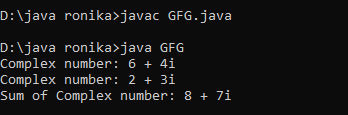 D:\java ronika>javac GFG.java
D:\java ronika>java GFG
Complex number: 6 + 4i
Complex number: 2 + 3i
Sum of Complex number: 8 + 7i